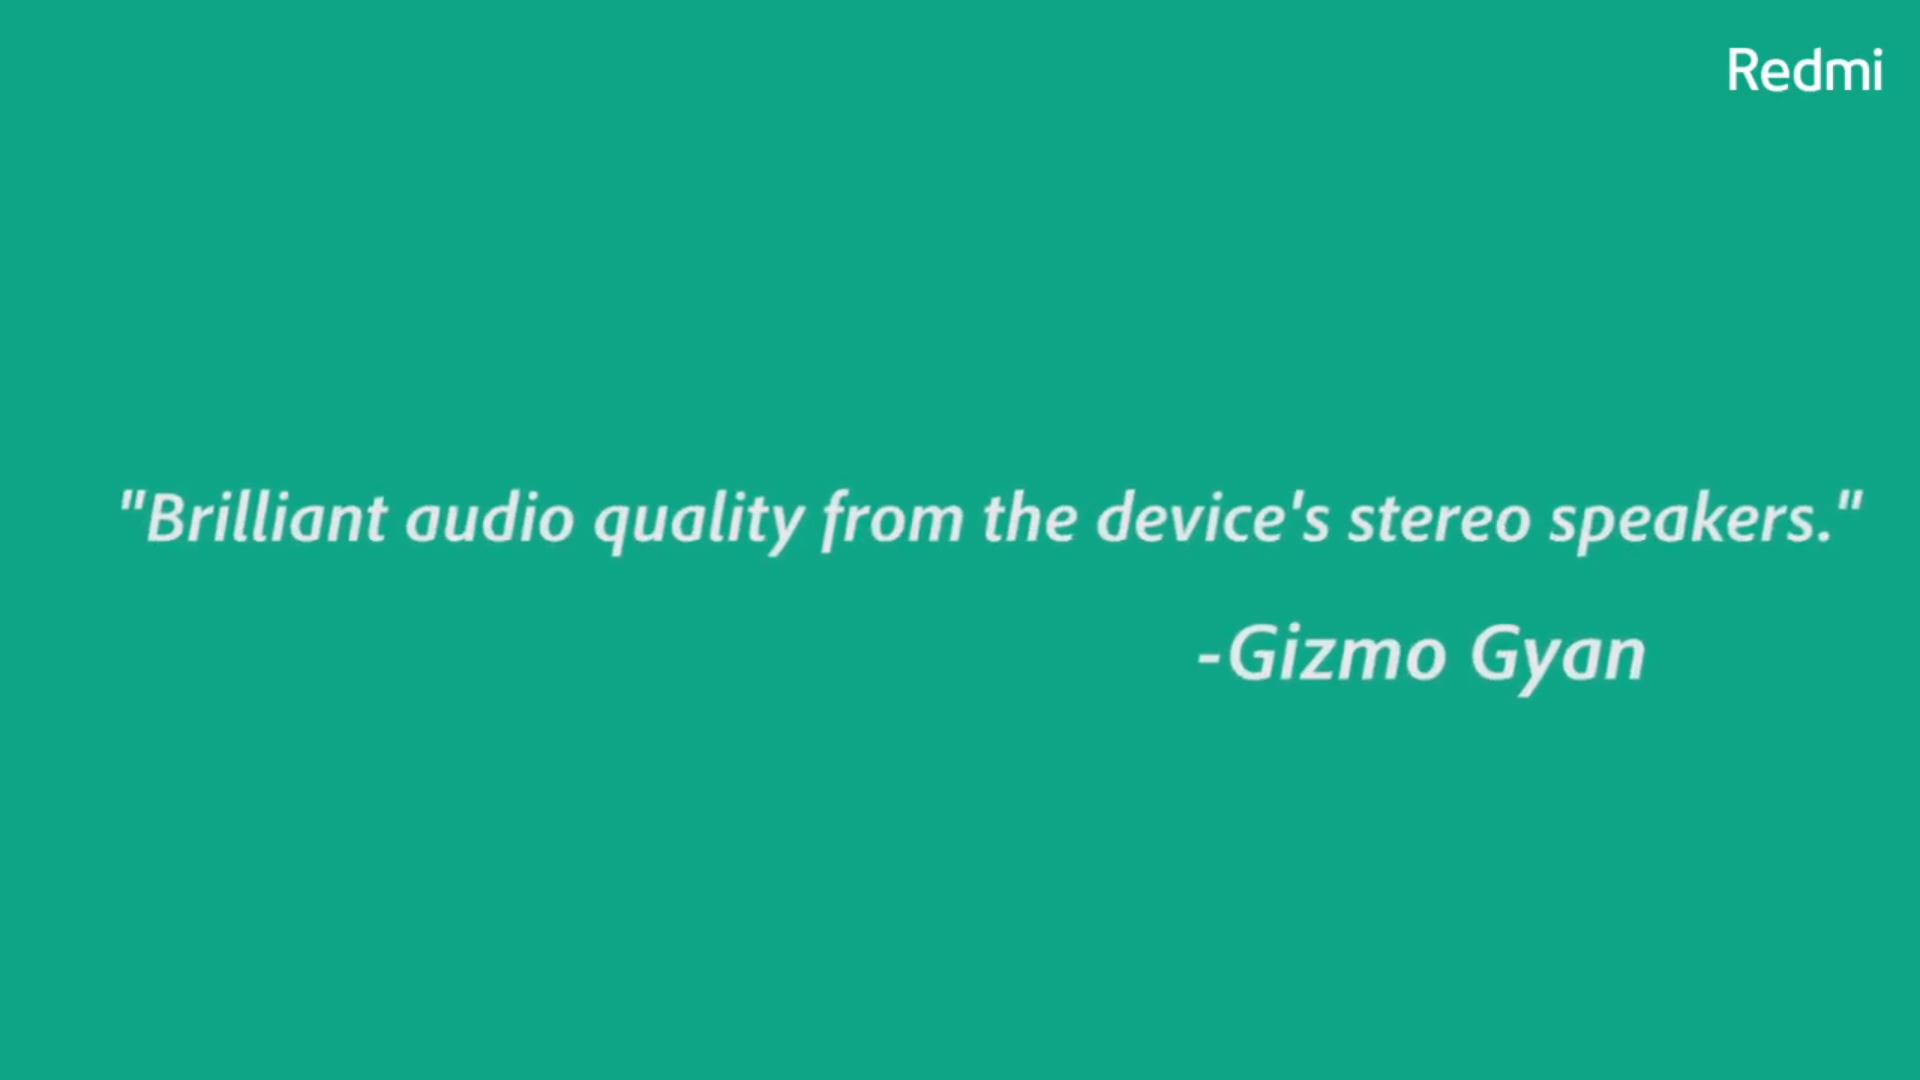 Redmi
"Brilliant audio quality from the device's stereo speakers."
-Gizmo Gyan